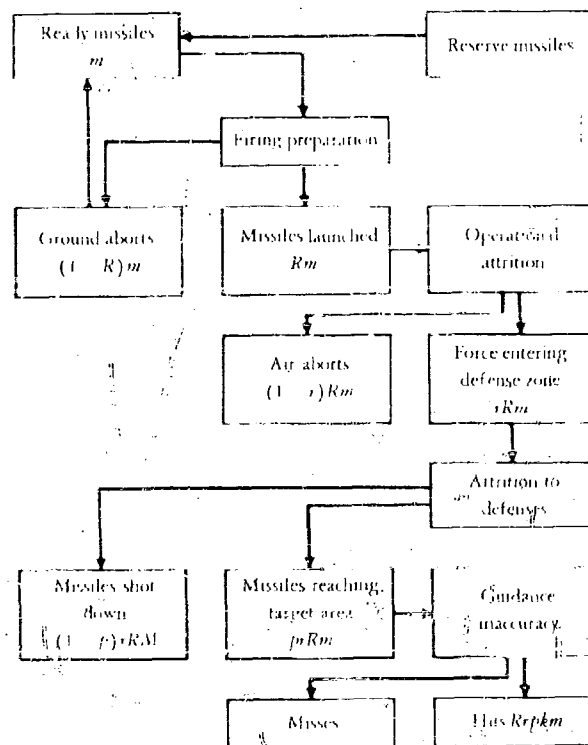 Ready missiles
m
Reserve missiles
Firing preparation
Ground aborts
(1 R)m
Missiles launched
Rm
Operational
attrition
Air aborts
(1 r)Rm
Force entering
defense zone
rRm
Attrition to
defenses
Missiles shot
down
(1 p)rRM
Missiles reaching
target area
prRm
Guidance
inaccuracy
Misses
Hits Rrpkm